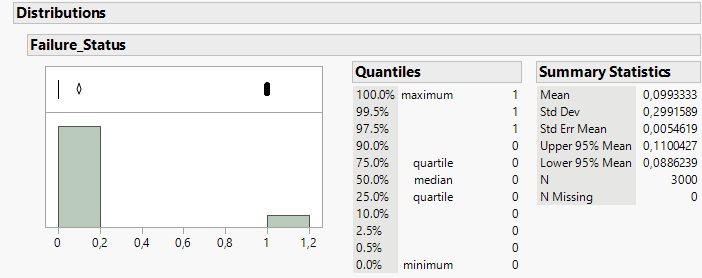 Distributions
Failure_Status
0 0,2 0,4 0,6 0,8 1 1,2
Quantiles
100.0% maximum 1
99.5% 1
97.5% 1
90.0% 0
75.0% quartile 0
50.0% median 0
25.0% quartile 0
10.0% 0
2.5% 0
0.5% 0
0.0% minimum 0
Summary Statistics
Mean 0,0993333
Std Dev 0,2991589
Std Err Mean 0,0054619
Upper 95% Mean 0,1100427
Lower 95% Mean 0,0886239
N 3000
N Missing 0